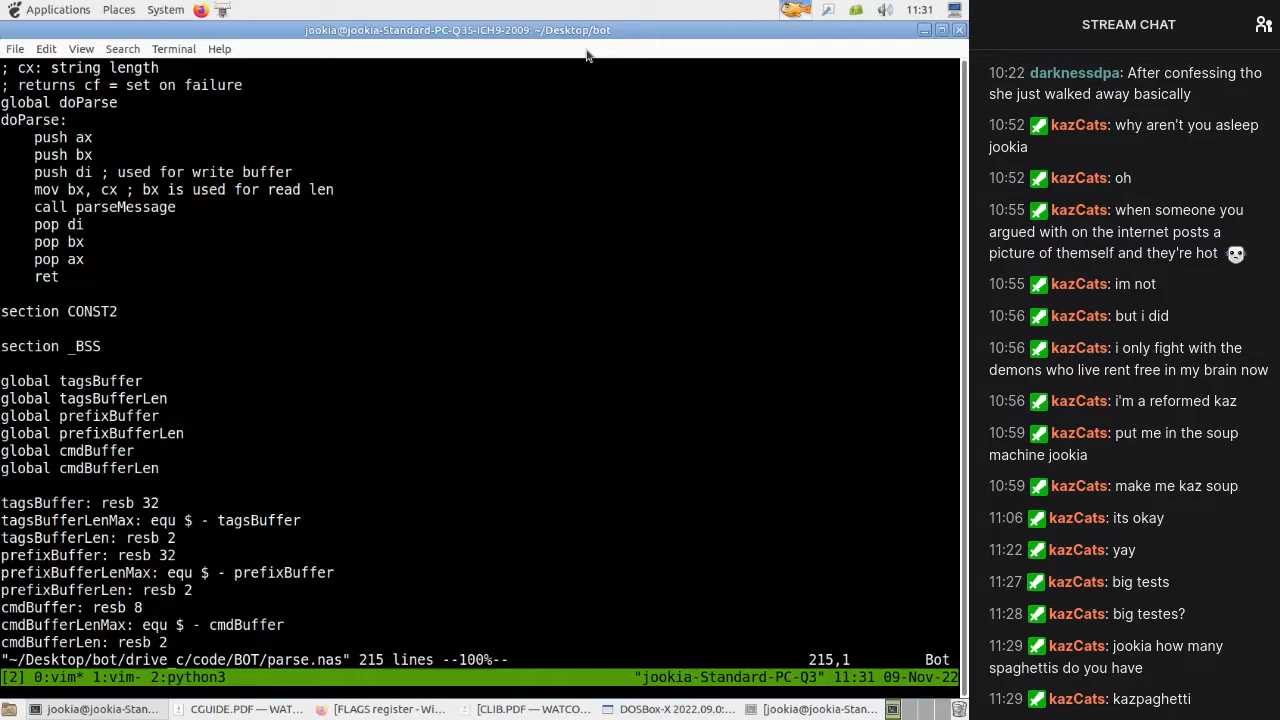 Applications Places System 11:31
jookia@jookia-Standard-PC-Q35-ICH9-2009: ~/Desktop/bot
File Edit View Search Terminal Help
; cx: string length
; returns cf = set on failure
global doParse
doParse:
push ax
push bx
push di ; used for write buffer
mov bx, cx ; bx is used for read len
call parseMessage
pop di
pop bx
pop ax
ret
section CONST2
section _BSS
global tagsBuffer
global tagsBufferLen
global prefixBuffer
global prefixBufferLen
global cmdBuffer
global cmdBufferLen
tagsBuffer: resb 32
tagsBufferLenMax: equ $ - tagsBuffer
tagsBufferLen: resb 2
prefixBuffer: resb 32
prefixBufferLenMax: equ $ - prefixBuffer
prefixBufferLen: resb 2
cmdBuffer: resb 8
cmdBufferLenMax: equ $ - cmdBuffer
cmdBufferLen: resb 2
"~/Desktop/bot/drive_c/code/BOT/parse.nas" 215 lines --100%-- 215,1 Bot
[2] 0:vim* 1:vim- 2:python3 "jookia-Standard-PC-Q3" 11:31 09-Nov-22
jookia@jookia-Stan... CGUIDE.PDF — WAT... [FLAGS register - Wi... [CLIB.PDF — WATCO... DOSBox-X 2022.09.0:... [jookia@jookia-Stand...
STREAM CHAT
10:22 darknessdpa: After confessing tho
she just walked away basically
10:52 kazCats: why aren't you asleep
jookia
10:52 kazCats: oh
10:55 kazCats: when someone you
argued with on the internet posts a
picture of themself and they're hot
10:55 kazCats: im not
10:56 kazCats: but i did
10:56 kazCats: i only fight with the
demons who live rent free in my brain now
10:56 kazCats: i'm a reformed kaz
10:59 kazCats: put me in the soup
machine jookia
10:59 kazCats: make me kaz soup
11:06 kazCats: its okay
11:22 kazCats: yay
11:27 kazCats: big tests
11:28 kazCats: big testes?
11:29 kazCats: jookia how many
spaghettis do you have
11:29 kazCats: kazpaghetti